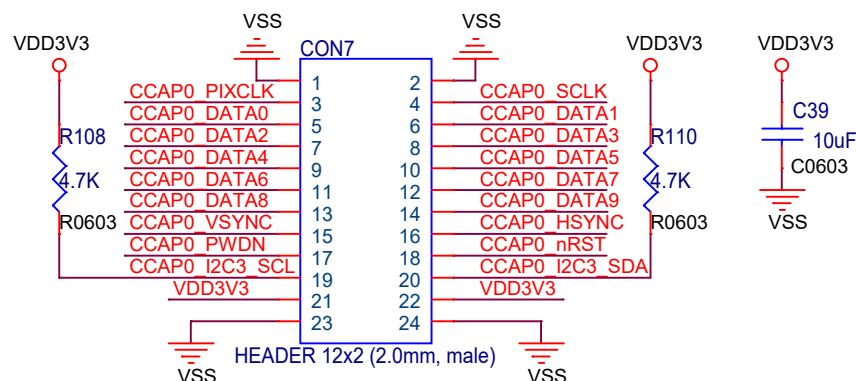 VSS VSS
VDD3V3 CON7 VDD3V3 VDD3V3
1 2
CCAP0_PIXCLK 3 4 CCAP0_SCLK
CCAP0_DATA0 5 6 CCAP0_DATA1
R108 CCAP0_DATA2 7 8 CCAP0_DATA3 R110
C39
10uF
C0603
VSS
4.7K CCAP0_DATA4 9 10 CCAP0_DATA5 4.7K
CCAP0_DATA6 11 12 CCAP0_DATA7
R0603 CCAP0_DATA8 13 14 CCAP0_DATA9 R0603
CCAP0_VSYNC 15 16 CCAP0_HSYNC
CCAP0_PWDN 17 18 CCAP0_nRST
CCAP0_I2C3_SCL 19 20 CCAP0_I2C3_SDA
VDD3V3 21 22 VDD3V3
23 24
VSS HEADER 12x2 (2.0mm, male) VSS